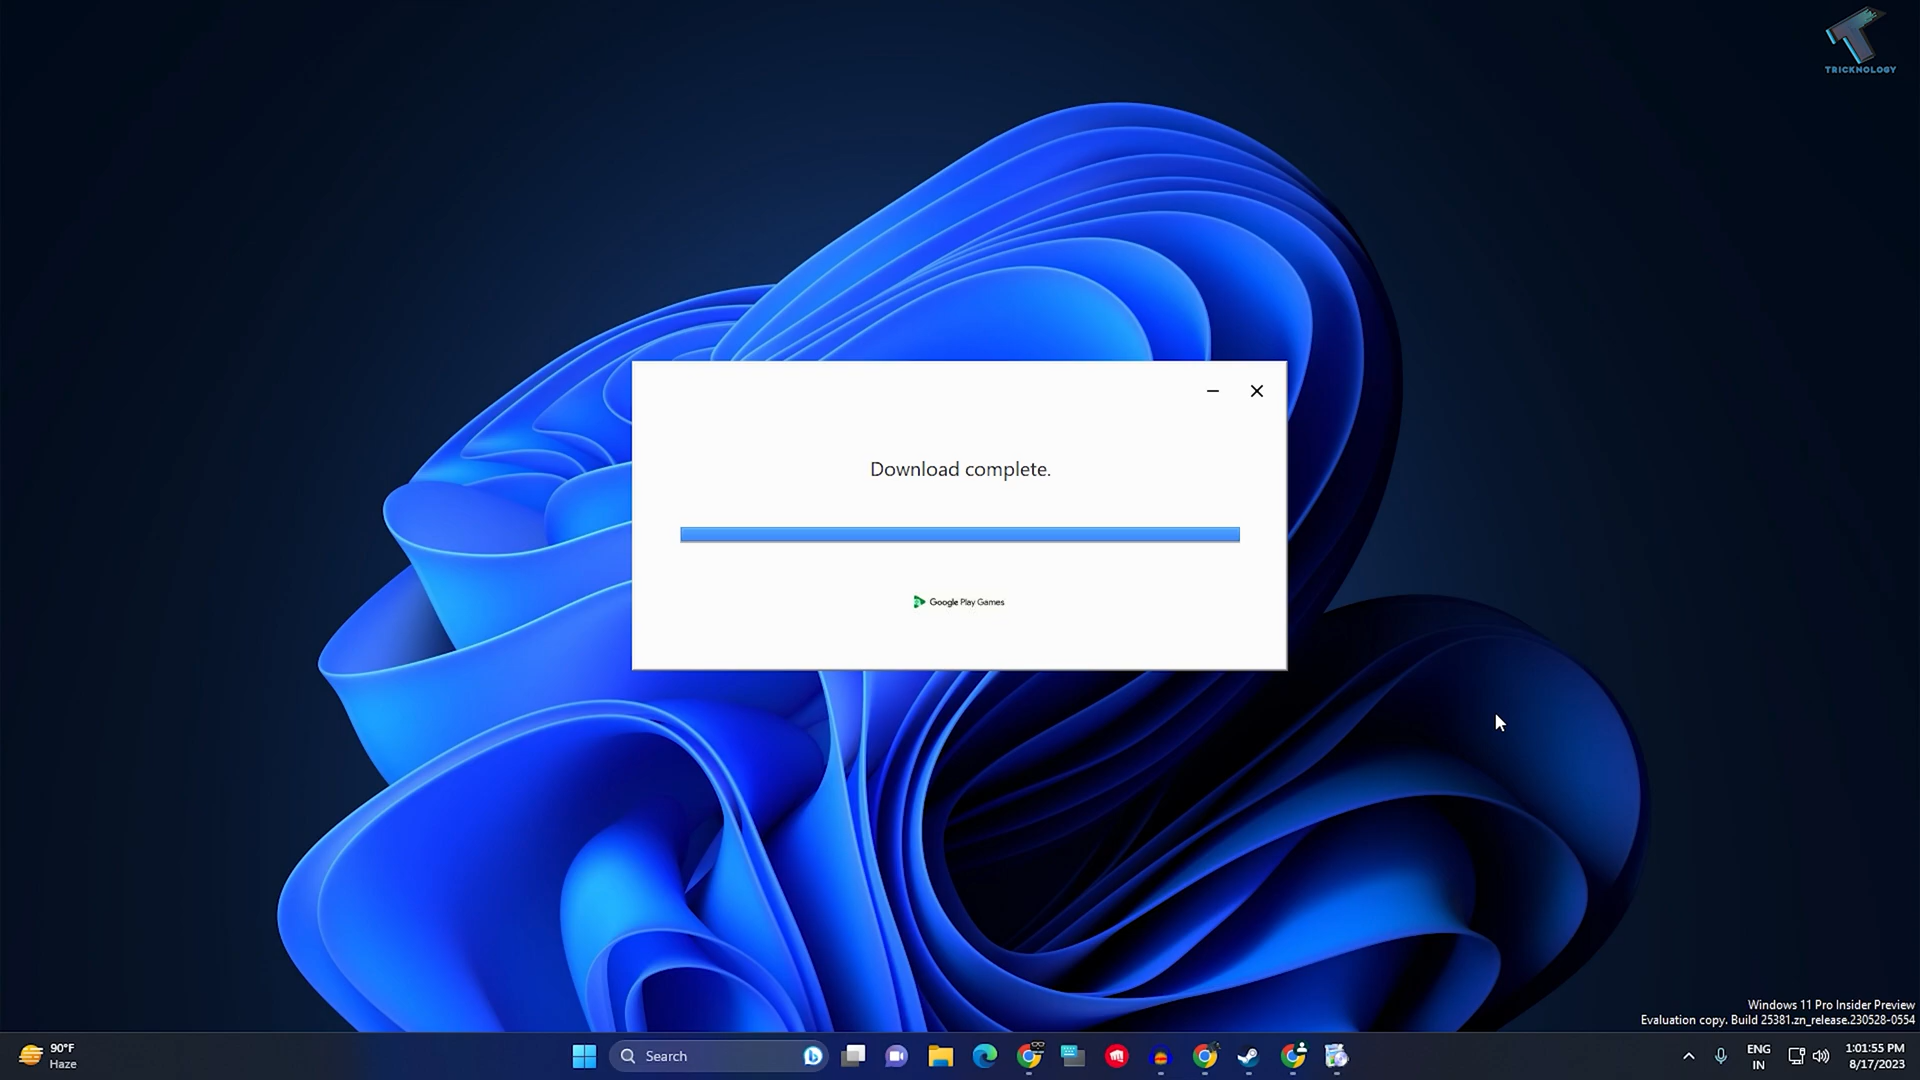 TRICKNOLOGY
Download complete.
Google Play Games
Windows 11 Pro Insider Preview
Evaluation copy. Build 25381.zn_release.230528-0554
90°F
Haze
Search
ENG
IN
1:01:55 PM
8/17/2023